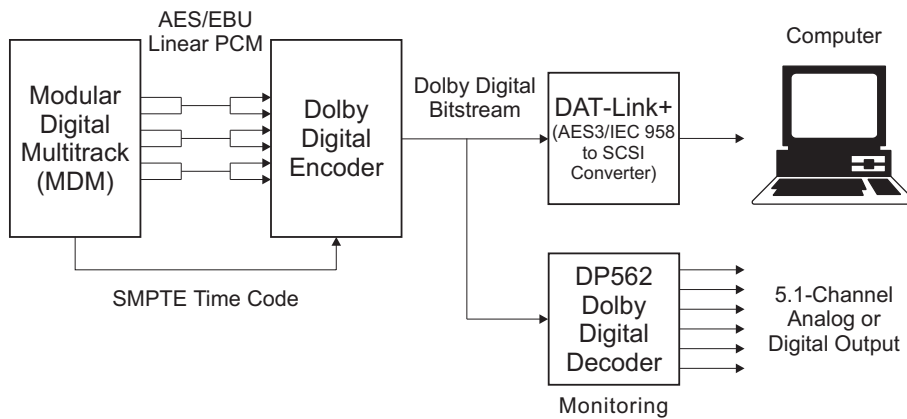 AES/EBU
Linear PCM
Modular
Digital
Multitrack
(MDM)
Dolby
Digital
Encoder
SMPTE Time Code
Dolby Digital
Bitstream
DAT-Link+
(AES3/IEC 958
to SCSI
Converter)
Computer
DP562
Dolby
Digital
Decoder
Monitoring
5.1-Channel
Analog or
Digital Output